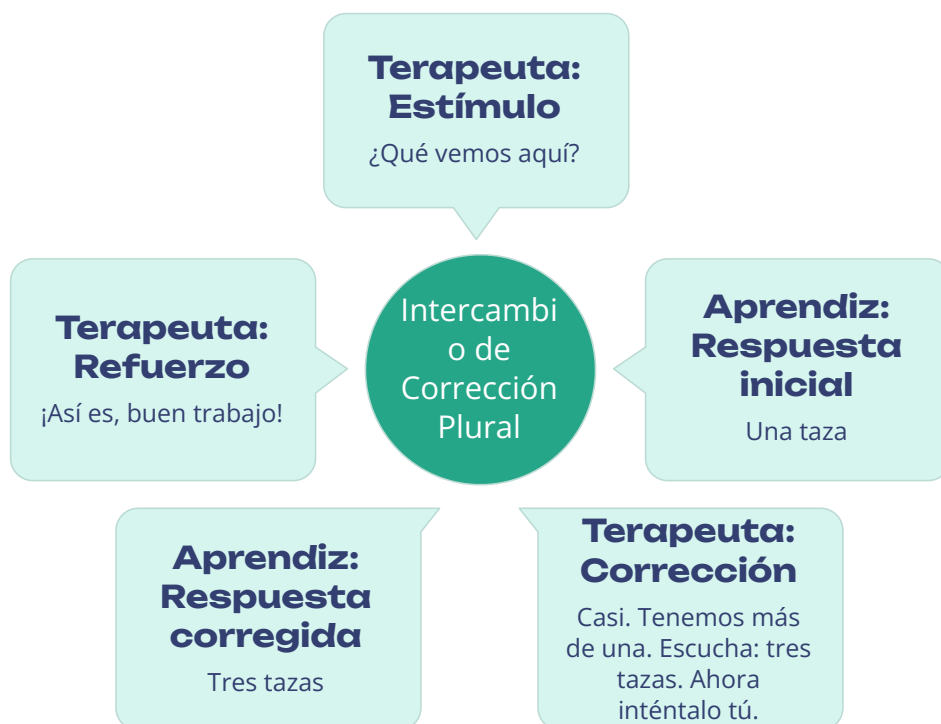 Terapeuta:
Estímulo
¿Qué vemos aquí?
Intercambi
o de
Corrección
Plural
Aprendiz:
Respuesta
inicial
Una taza
Terapeuta:
Corrección
Casi. Tenemos más
de una. Escucha: tres
tazas. Ahora
inténtalo tú.
Aprendiz:
Respuesta
corregida
Tres tazas
Terapeuta:
Refuerzo
¡Así es, buen trabajo!